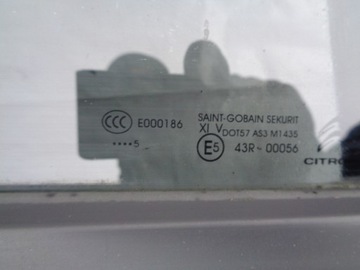 CCC E000186
....5
SAINT-GOBAIN SEKURIT
XI V DOT57 AS3 M1435
E5 43R-00056
CITRO